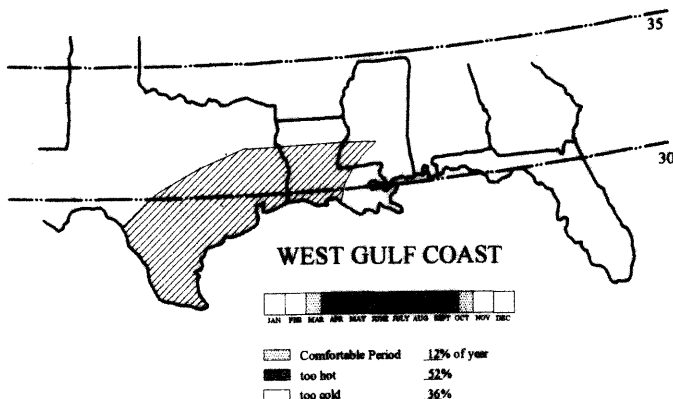 35
30
WEST GULF COAST
JAN FEB MAR APR MAY JUNE JULY AUG SEPT OCT NOV DEC
Comfortable Period 12% of year
too hot 52%
too cold 36%